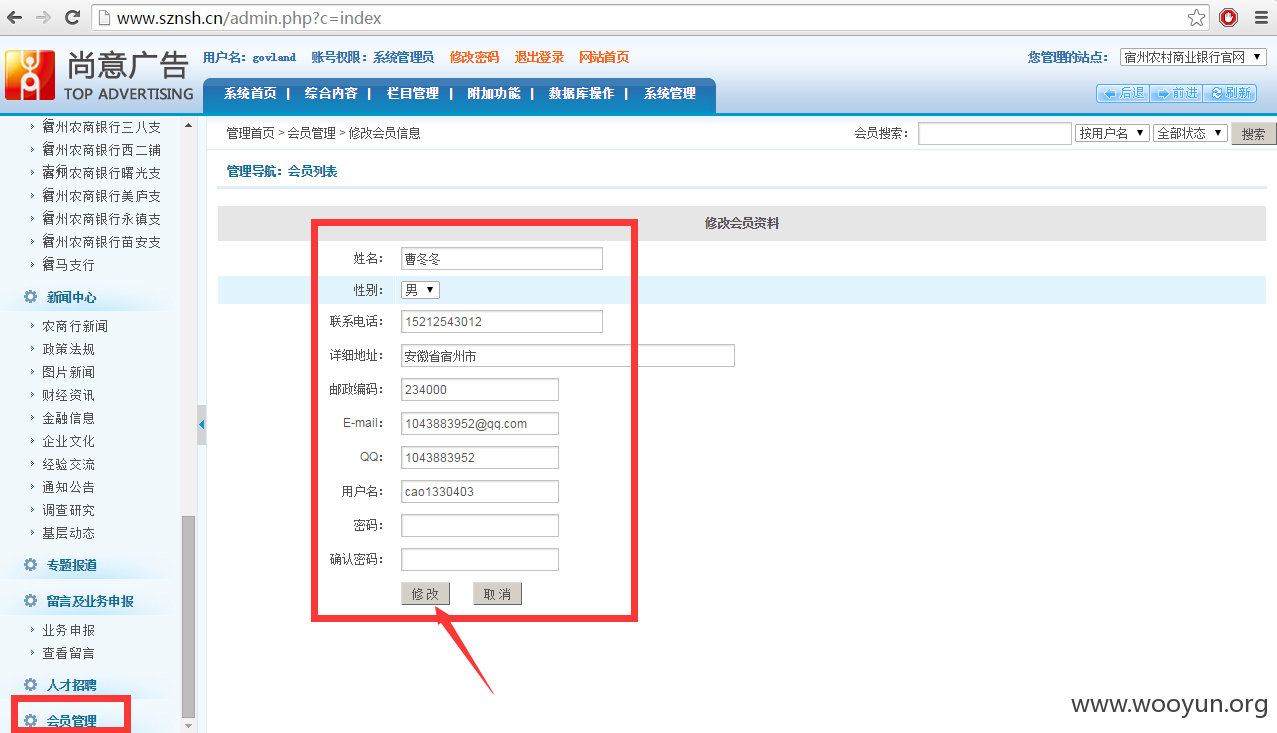 www.sznsh.cn/admin.php?c=index
尚意广告
TOP ADVERTISING
用户名：govland 账号权限：系统管理员 修改密码 退出登录 网站首页
您管理的站点： 宿州农村商业银行官网
系统首页 | 综合内容 | 栏目管理 | 附加功能 | 数据库操作 | 系统管理
后退 前进 刷新
宿州农商银行三八支行
宿州农商银行西二铺支行
宿州农商银行曙光支行
宿州农商银行美庐支行
宿州农商银行永镇支行
宿州农商银行苗安支行
宿马支行
新闻中心
农商行新闻
政策法规
图片新闻
财经资讯
金融信息
企业文化
经验交流
通知公告
调查研究
基层动态
专题报道
留言及业务申报
业务申报
查看留言
人才招聘
会员管理
管理首页 > 会员管理 > 修改会员信息
会员搜索： 按用户名 全部状态 搜索
管理导航：会员列表
修改会员资料
姓名： 曹冬冬
性别： 男
联系电话： 15212543012
详细地址： 安徽省宿州市
邮政编码： 234000
E-mail： 1043883952@qq.com
QQ： 1043883952
用户名： cao1330403
密码：
确认密码：
修改 取消
www.wooyun.org